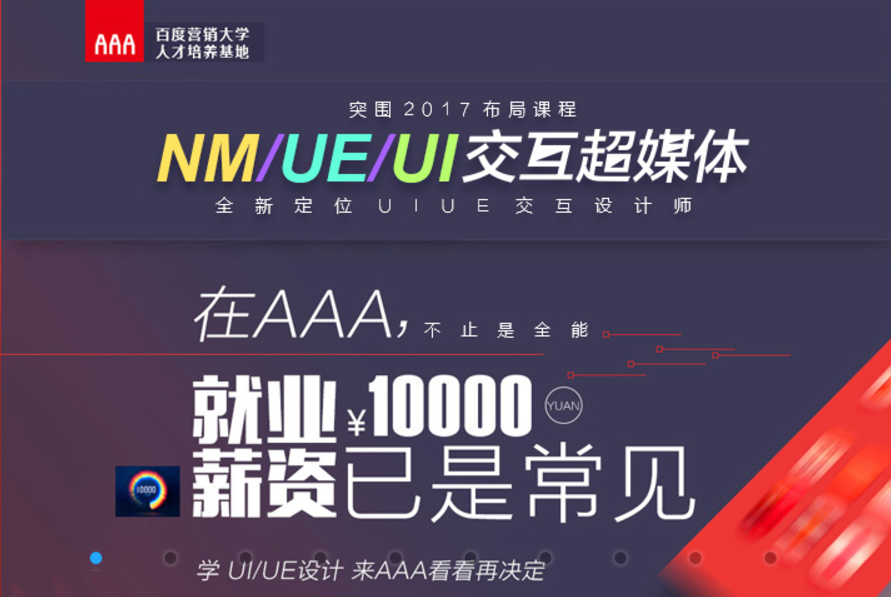 AAA
百度营销大学
人才培养基地
突围2017布局课程
NM/UE/UI交互超媒体
全新定位UIUE交互设计师
在AAA,不止是全能
就业¥10000 YUAN
薪资已是常见
10000
学 UI/UE设计 来AAA看看再决定